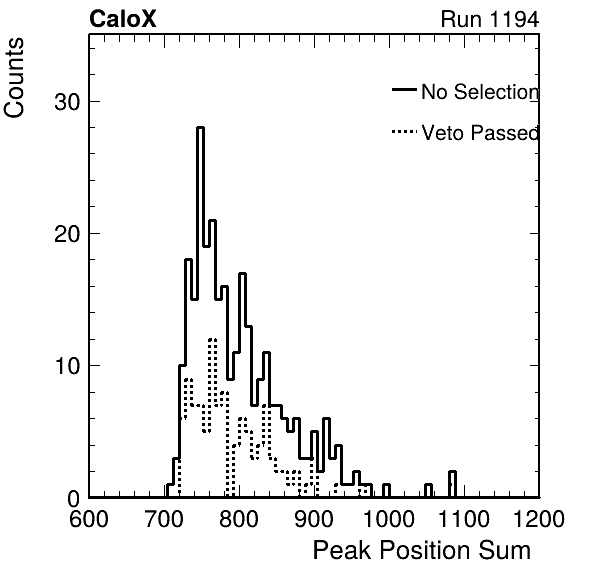 CaloX Run 1194
Counts
No Selection
Veto Passed
30
20
10
0
600 700 800 900 1000 1100 1200
Peak Position Sum